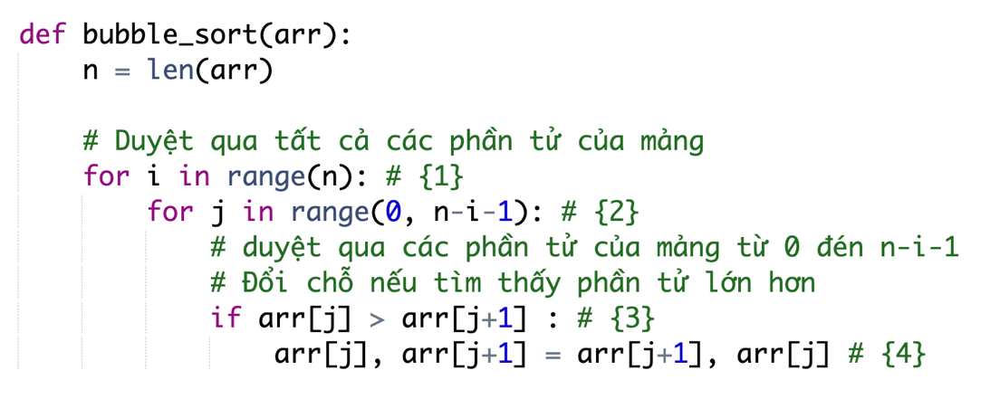 def bubble_sort(arr):
    n = len(arr)
    # Duyệt qua tất cả các phần tử của mảng
    for i in range(n): # {1}
        for j in range(0, n-i-1): # {2}
            # duyệt qua các phần tử của mảng từ 0 đén n-i-1
            # Đổi chỗ nếu tìm thấy phần tử lớn hơn
            if arr[j] > arr[j+1] : # {3}
                arr[j], arr[j+1] = arr[j+1], arr[j] # {4}